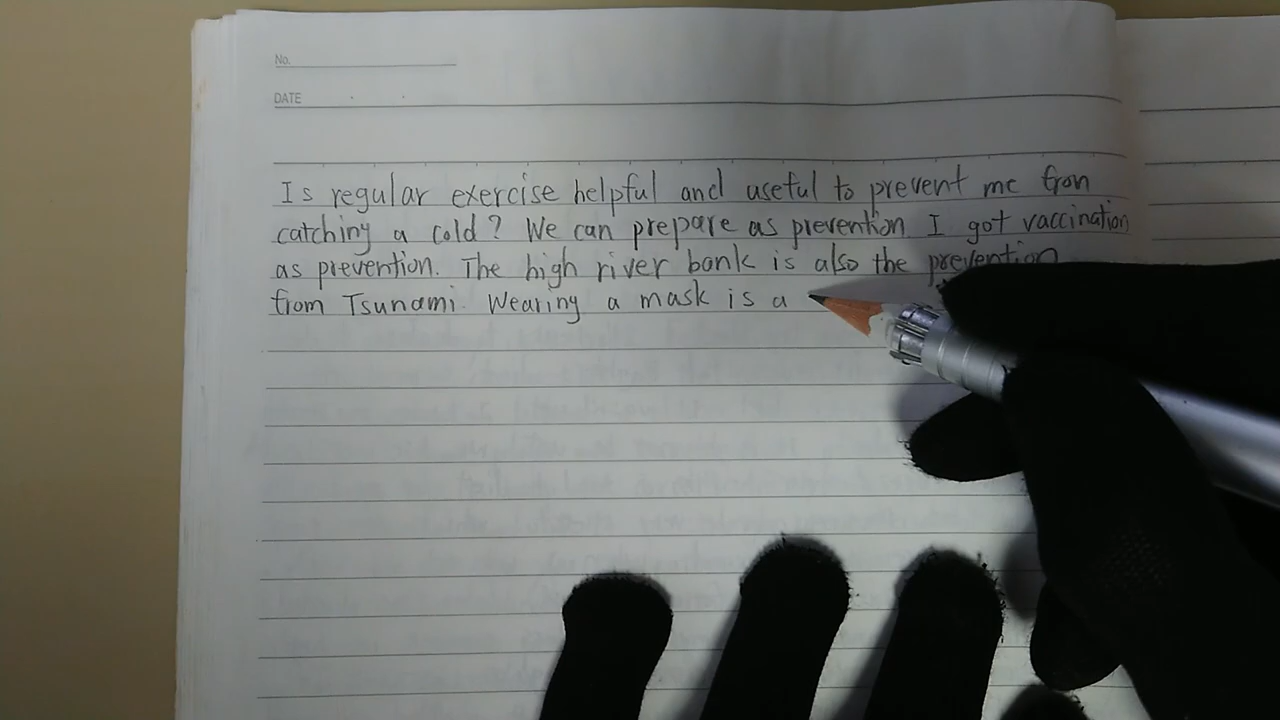 No.
DATE
Is regular exercise helpful and useful to prevent me fron
catching a cold? We can prepare as prevention. I got vaccination
as prevention. The high river bank is also the prevention
from Tsunami. Wearing a mask is a